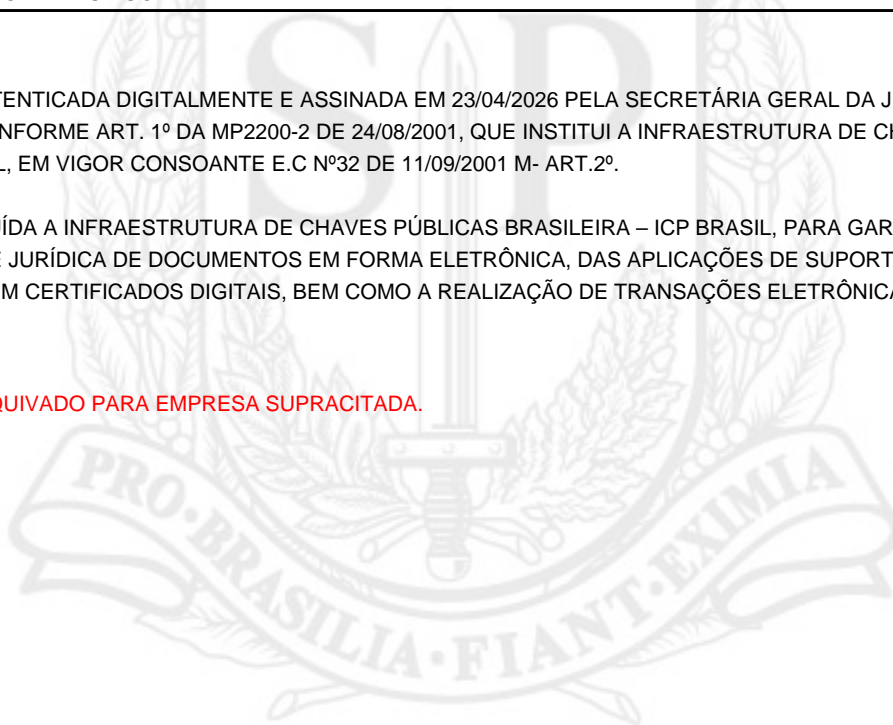 TENTICADA DIGITALMENTE E ASSINADA EM 23/04/2026 PELA SECRETÁRIA GERAL DA J
NFORME ART. 1º DA MP2200-2 DE 24/08/2001, QUE INSTITUI A INFRAESTRUTURA DE CH
L, EM VIGOR CONSOANTE E.C Nº32 DE 11/09/2001 M- ART.2º.
ÍDA A INFRAESTRUTURA DE CHAVES PÚBLICAS BRASILEIRA – ICP BRASIL, PARA GAR
E JURÍDICA DE DOCUMENTOS EM FORMA ELETRÔNICA, DAS APLICAÇÕES DE SUPORT
M CERTIFICADOS DIGITAIS, BEM COMO A REALIZAÇÃO DE TRANSAÇÕES ELETRÔNICA
QUIVADO PARA EMPRESA SUPRACITADA.
SP
PRO·BRASILIA·FIANT·EXIMIA